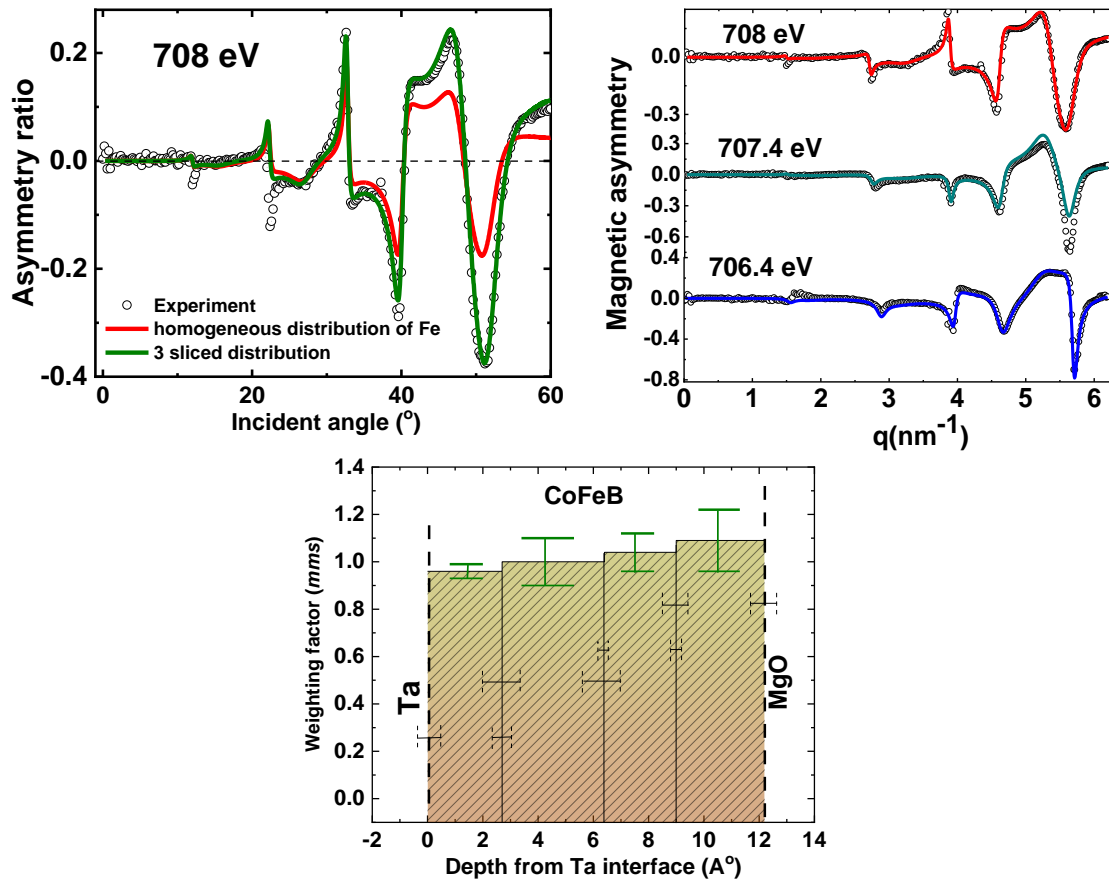 708 eV
Asymmetry ratio
0.2
0.0
-0.2
-0.4
Experiment
homogeneous distribution of Fe
3 sliced distribution
0 20 40 60
Incident angle (o)
708 eV
707.4 eV
706.4 eV
Magnetic asymmetry
0.0
-0.3
0.3
0.0
-0.3
-0.6
0.4
0.0
-0.4
-0.8
0 1 2 3 4 5 6
q(nm-1)
CoFeB
Weighting factor (mms)
1.4
1.2
1.0
0.8
0.6
0.4
0.2
0.0
Ta
MgO
-2 0 2 4 6 8 10 12 14
Depth from Ta interface (Ao)